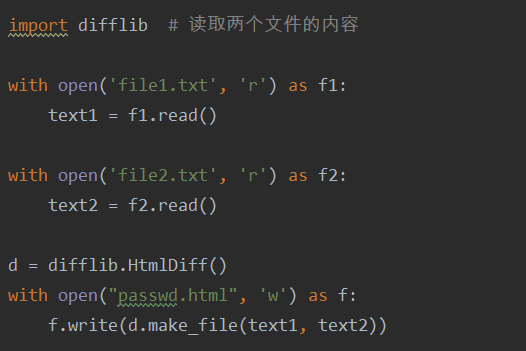 import difflib  # 读取两个文件的内容
with open('file1.txt', 'r') as f1:
    text1 = f1.read()
with open('file2.txt', 'r') as f2:
    text2 = f2.read()
d = difflib.HtmlDiff()
with open("passwd.html", 'w') as f:
    f.write(d.make_file(text1, text2))